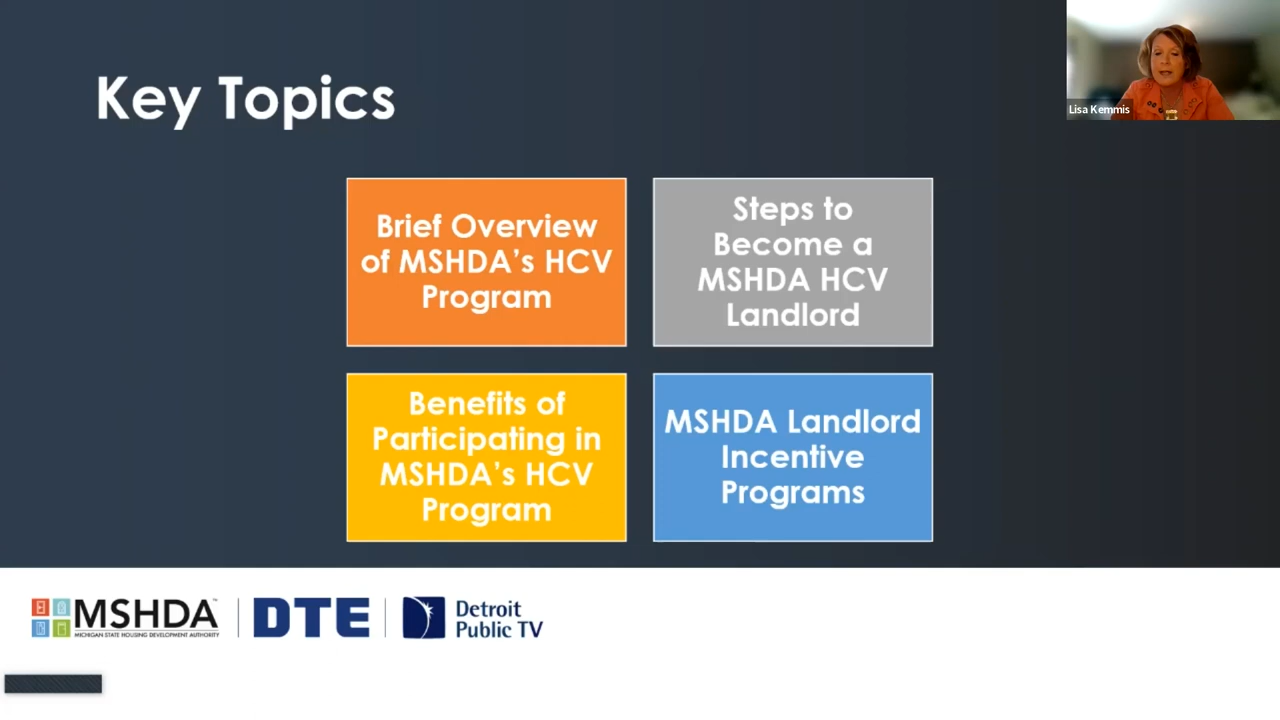 Key Topics
Lisa Kemmis
Brief Overview
of MSHDA’s HCV
Program
Steps to
Become a
MSHDA HCV
Landlord
Benefits of
Participating in
MSHDA’s HCV
Program
MSHDA Landlord
Incentive
Programs
MSHDA™
MICHIGAN STATE HOUSING DEVELOPMENT AUTHORITY
DTE
Detroit
Public TV